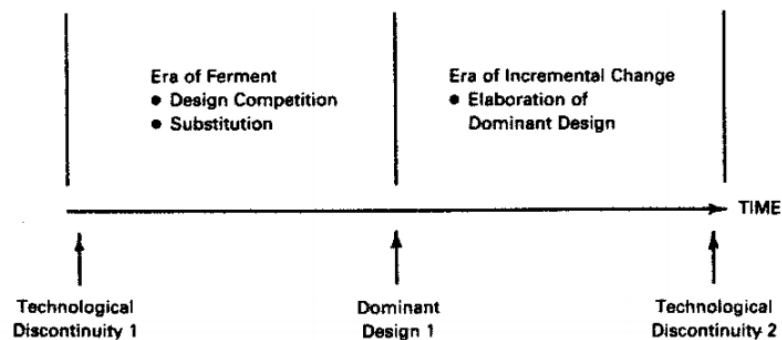 Era of Ferment
• Design Competition
• Substitution
Era of Incremental Change
• Elaboration of
Dominant Design
TIME
Technological
Discontinuity 1
Dominant
Design 1
Technological
Discontinuity 2